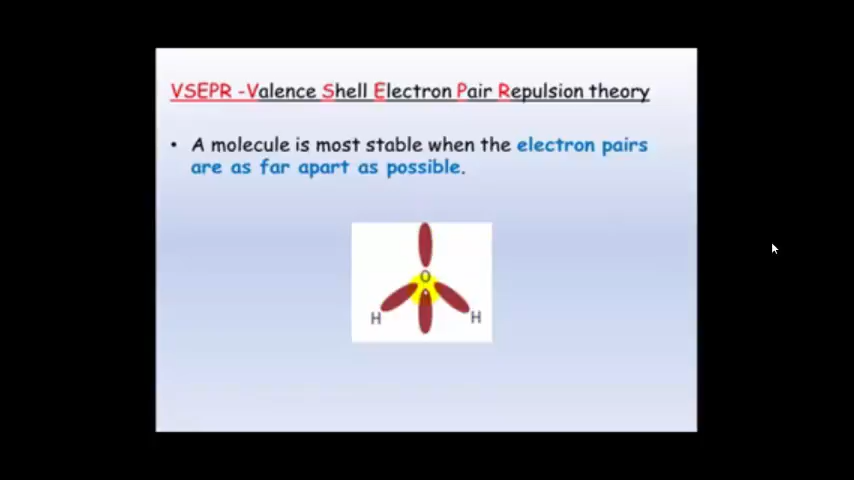 VSEPR -Valence Shell Electron Pair Repulsion theory
• A molecule is most stable when the electron pairs
are as far apart as possible.
O
H H